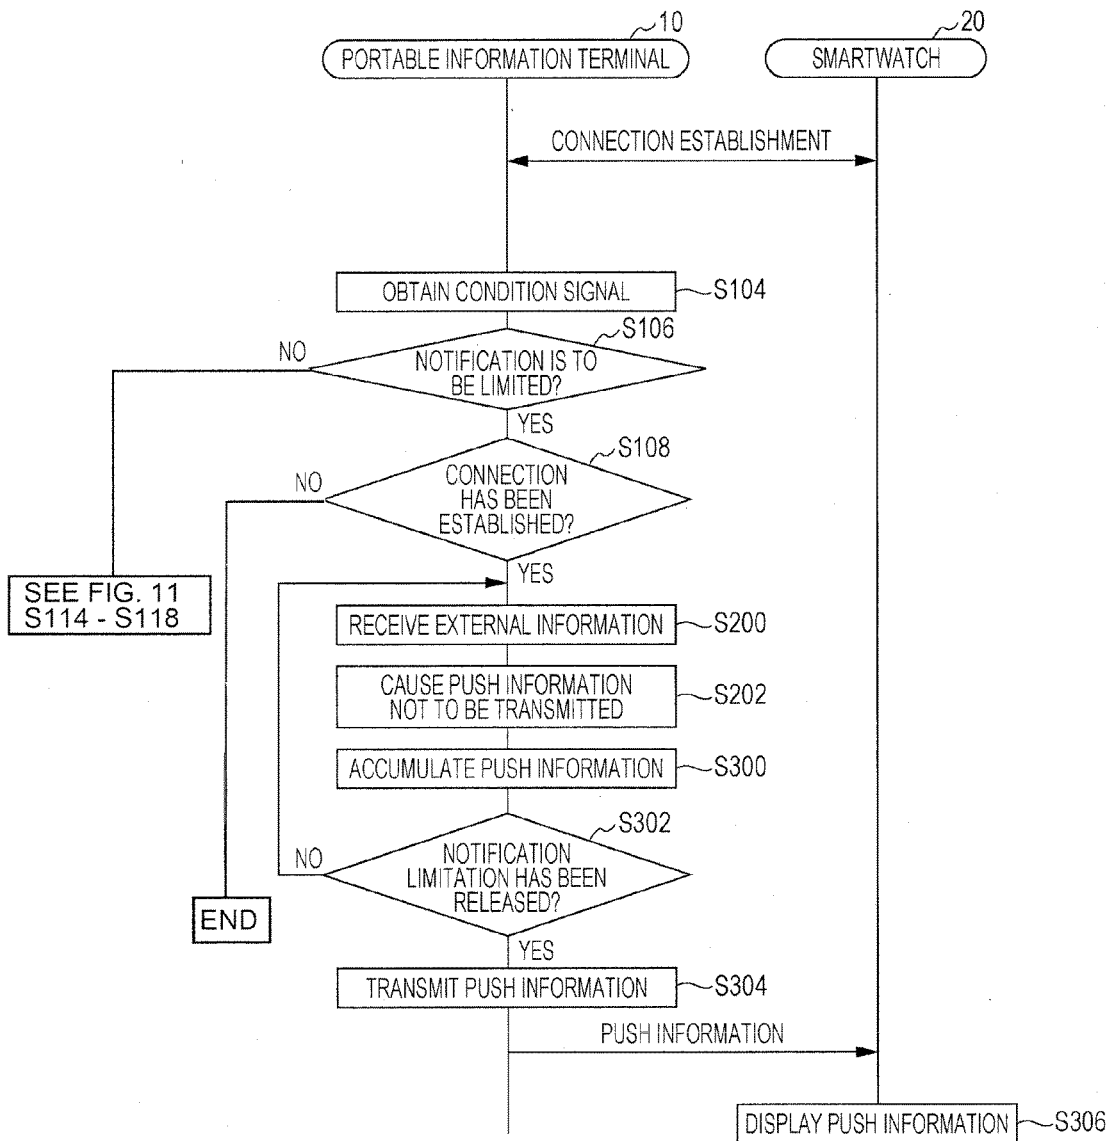 10
20
PORTABLE INFORMATION TERMINAL
SMARTWATCH
CONNECTION ESTABLISHMENT
OBTAIN CONDITION SIGNAL
S104
S106
NO
NOTIFICATION IS TO
BE LIMITED?
YES
S108
NO
CONNECTION
HAS BEEN
ESTABLISHED?
YES
SEE FIG. 11
S114 - S118
RECEIVE EXTERNAL INFORMATION
S200
CAUSE PUSH INFORMATION
NOT TO BE TRANSMITTED
S202
ACCUMULATE PUSH INFORMATION
S300
S302
NO
NOTIFICATION
LIMITATION HAS BEEN
RELEASED?
END
YES
TRANSMIT PUSH INFORMATION
S304
PUSH INFORMATION
DISPLAY PUSH INFORMATION
S306